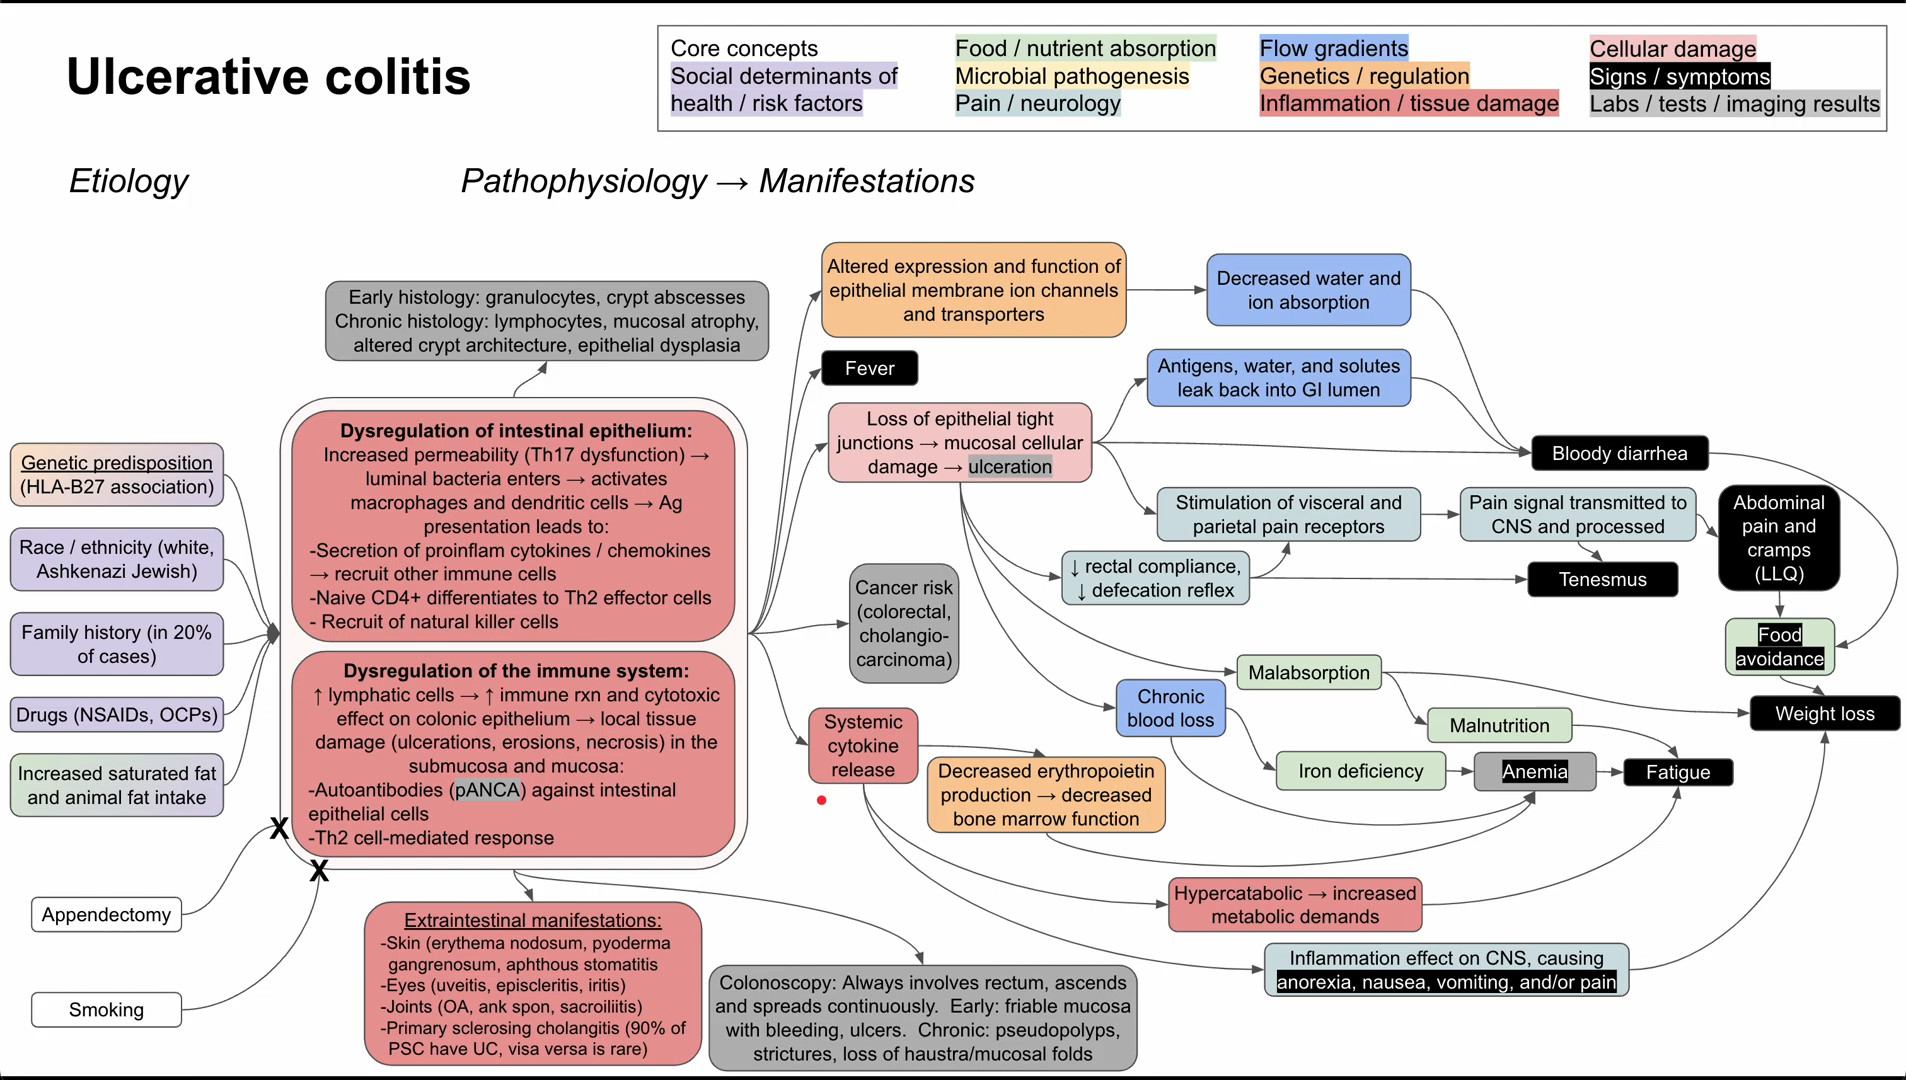 Ulcerative colitis
Core concepts
Social determinants of
health / risk factors
Food / nutrient absorption
Microbial pathogenesis
Pain / neurology
Flow gradients
Genetics / regulation
Inflammation / tissue damage
Cellular damage
Signs / symptoms
Labs / tests / imaging results
Etiology
Pathophysiology → Manifestations
Early histology: granulocytes, crypt abscesses
Chronic histology: lymphocytes, mucosal atrophy,
altered crypt architecture, epithelial dysplasia
Genetic predisposition
(HLA-B27 association)
Race / ethnicity (white,
Ashkenazi Jewish)
Family history (in 20%
of cases)
Drugs (NSAIDs, OCPs)
Increased saturated fat
and animal fat intake
X
X
Appendectomy
Smoking
Dysregulation of intestinal epithelium:
Increased permeability (Th17 dysfunction) →
luminal bacteria enters → activates
macrophages and dendritic cells → Ag
presentation leads to:
-Secretion of proinflam cytokines / chemokines
→ recruit other immune cells
-Naive CD4+ differentiates to Th2 effector cells
- Recruit of natural killer cells
Dysregulation of the immune system:
↑ lymphatic cells → ↑ immune rxn and cytotoxic
effect on colonic epithelium → local tissue
damage (ulcerations, erosions, necrosis) in the
submucosa and mucosa:
-Autoantibodies (pANCA) against intestinal
epithelial cells
-Th2 cell-mediated response
Extraintestinal manifestations:
-Skin (erythema nodosum, pyoderma
gangrenosum, aphthous stomatitis
-Eyes (uveitis, episcleritis, iritis)
-Joints (OA, ank spon, sacroiliitis)
-Primary sclerosing cholangitis (90% of
PSC have UC, visa versa is rare)
Colonoscopy: Always involves rectum, ascends
and spreads continuously. Early: friable mucosa
with bleeding, ulcers. Chronic: pseudopolyps,
strictures, loss of haustra/mucosal folds
Altered expression and function of
epithelial membrane ion channels
and transporters
Decreased water and
ion absorption
Fever
Loss of epithelial tight
junctions → mucosal cellular
damage → ulceration
Antigens, water, and solutes
leak back into GI lumen
Bloody diarrhea
Stimulation of visceral and
parietal pain receptors
Pain signal transmitted to
CNS and processed
Abdominal
pain and
cramps
(LLQ)
↓ rectal compliance,
↓ defecation reflex
Tenesmus
Cancer risk
(colorectal,
cholangio-
carcinoma)
Food
avoidance
Malabsorption
Chronic
blood loss
Weight loss
Malnutrition
Systemic
cytokine
release
Iron deficiency
Anemia
Fatigue
Decreased erythropoietin
production → decreased
bone marrow function
Hypercatabolic → increased
metabolic demands
Inflammation effect on CNS, causing
anorexia, nausea, vomiting, and/or pain